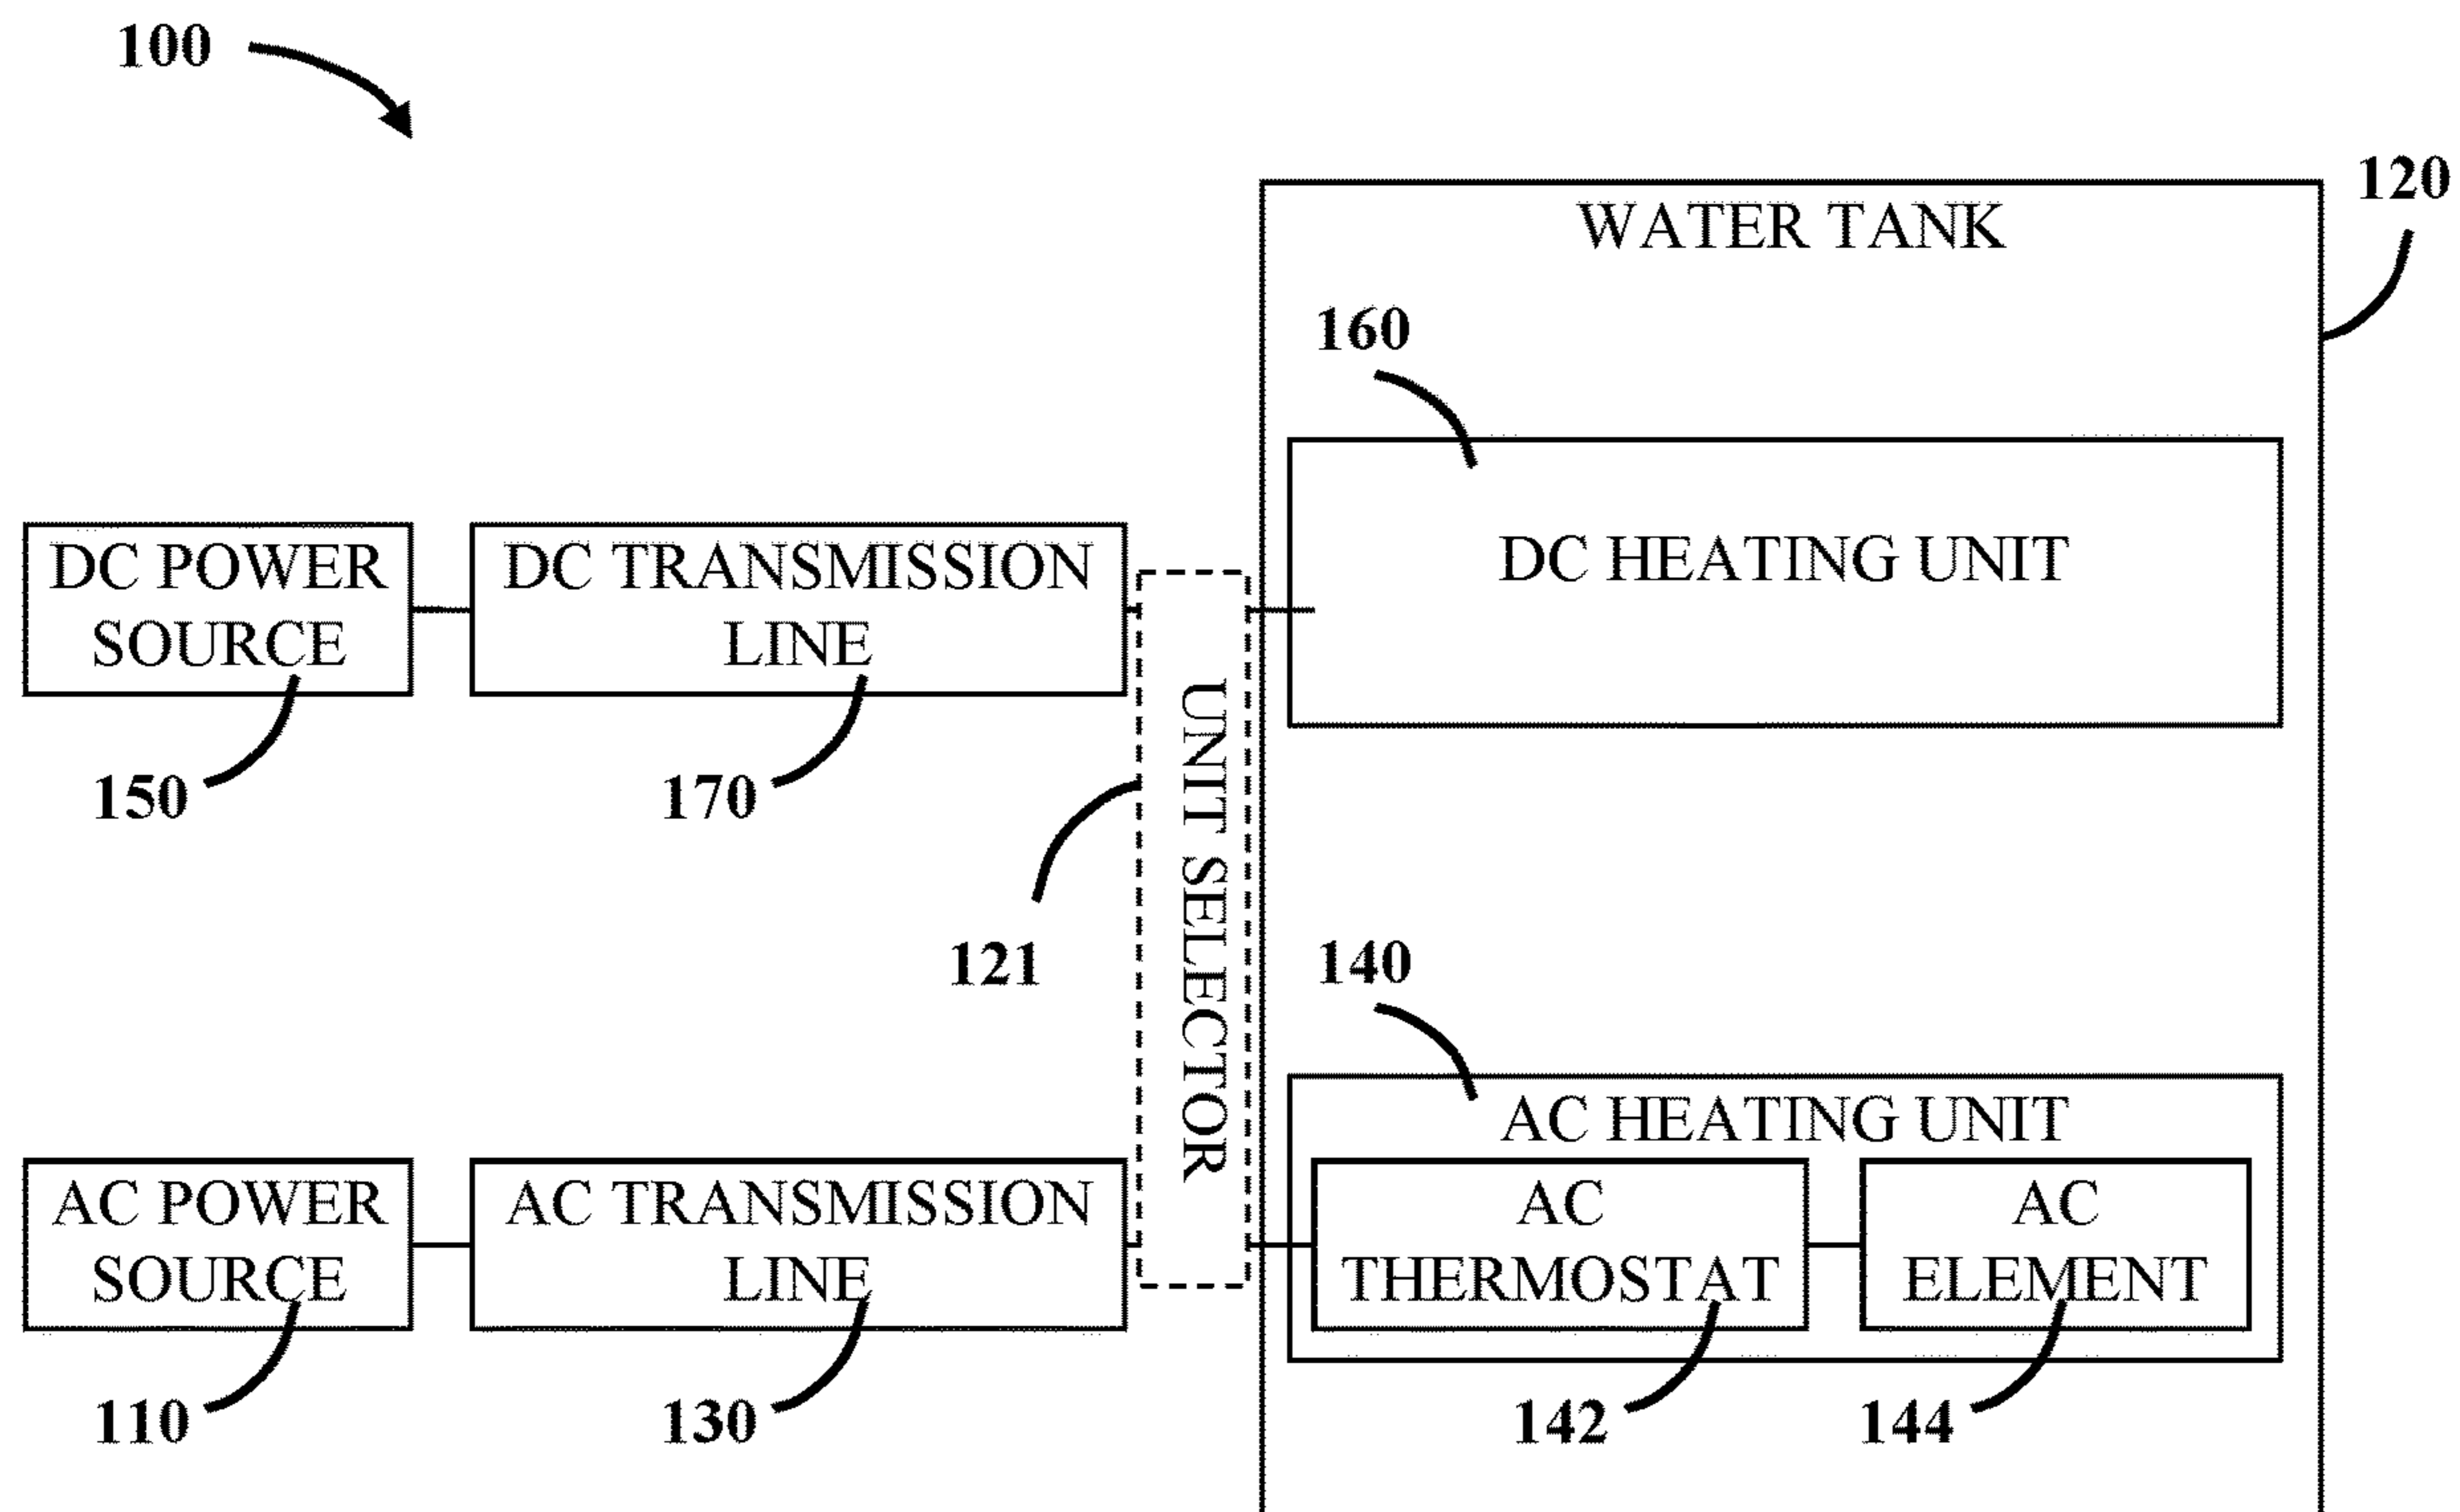 100
120
WATER TANK
160
DC POWER
SOURCE
DC TRANSMISSION
LINE
DC HEATING UNIT
150
170
121
UNIT SELECTOR
140
AC HEATING UNIT
AC POWER
SOURCE
AC TRANSMISSION
LINE
AC
THERMOSTAT
AC
ELEMENT
110
130
142
144